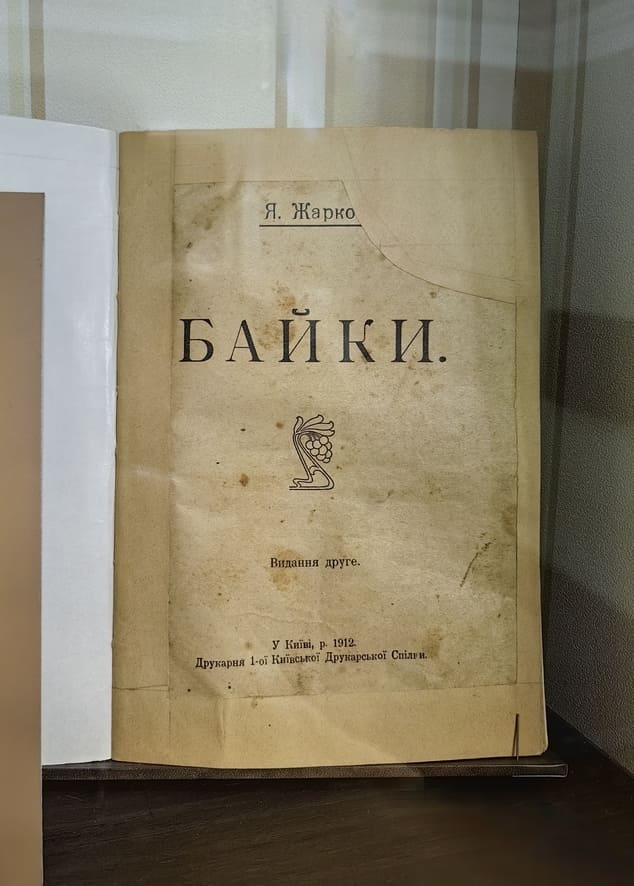 Я. Жарко
БАЙКИ.
Видання друге.
У Київі, р. 1912.
Друкарня 1-ої Київської Друкарської Спілки.